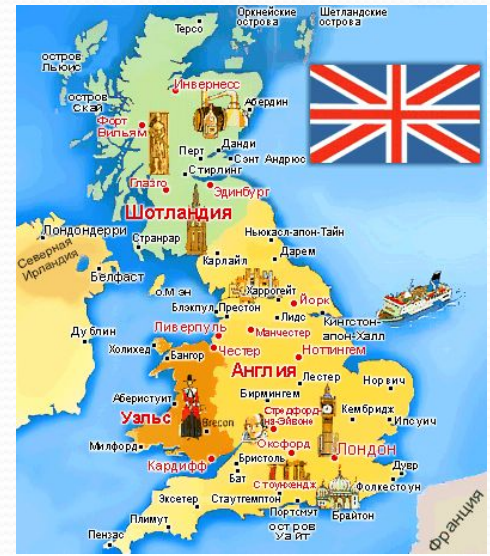 Оркнейские
острова
Шетландские
острова
Терсо
остров
Льюис
остров
Скай
Инвернесс
Абердин
Форт
Вильям
Данди
Перт
Сэнт Андрюс
Стирлинг
Глазго
Эдинбург
Шотландия
Лондондерри
Северная
Ирландия
Странрар
Ньюкасл-апон-Тайн
Карлайл
Дарем
Белфаст
о.Мэн
Харрогейт
Йорк
Блэкпул
Престон
Лидс
Кингстон-
апон-Халл
Дублин
Ливерпуль
Манчестер
Холихед
Бангор
Честер
Ноттингем
Англия
Лестер
Норвич
Аберистуит
Бирмингем
Уэльс
Brecon
Стредфорд-
на-Эйвоне
Кембридж
Ипсуич
Милфорд
Оксфорд
ЛОНДОН
Кардифф
Бристоль
Бат
Стоунхендж
Дувр
Фолкестоун
Эксетер
Стаутгемптон
Портсмут
Брайтон
Плимут
остров
Уайт
Пензас
Франция